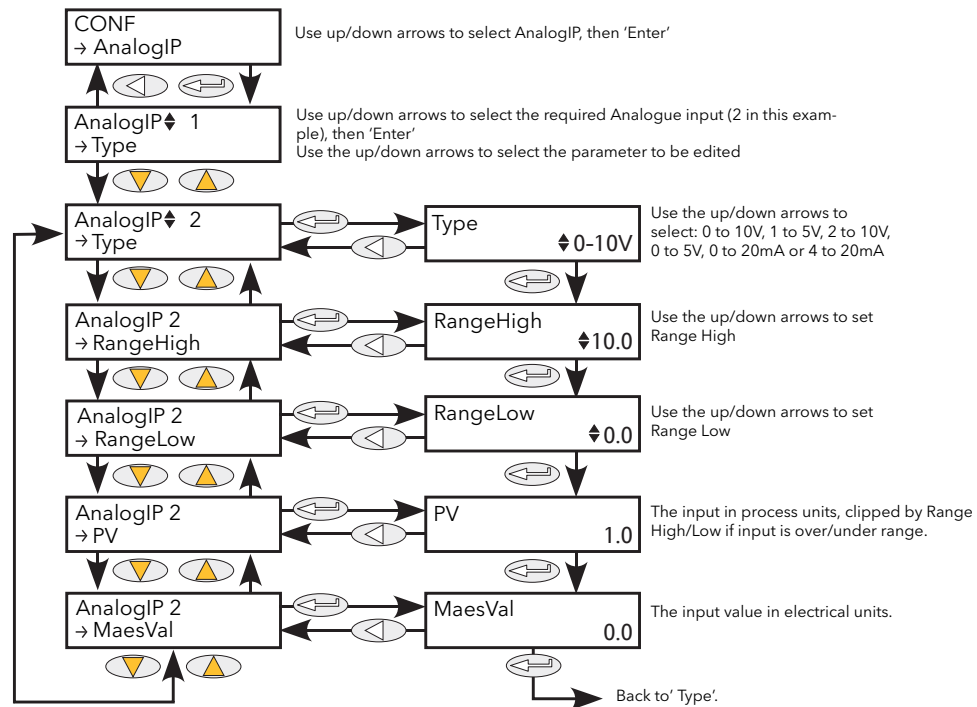 CONF
→ AnalogIP
Use up/down arrows to select AnalogIP, then ‘Enter’
AnalogIP 1
→ Type
Use up/down arrows to select the required Analogue input (2 in this exam-
ple), then ‘Enter’
Use the up/down arrows to select the parameter to be edited
AnalogIP 2
→ Type
Type
0-10V
Use the up/down arrows to
select: 0 to 10V, 1 to 5V, 2 to 10V,
0 to 5V, 0 to 20mA or 4 to 20mA
AnalogIP 2
→ RangeHigh
RangeHigh
10.0
Use the up/down arrows to set
Range High
AnalogIP 2
→ RangeLow
RangeLow
0.0
Use the up/down arrows to set
Range Low
AnalogIP 2
→ PV
PV
1.0
The input in process units, clipped by Range
High/Low if input is over/under range.
AnalogIP 2
→ MaesVal
MaesVal
0.0
The input value in electrical units.
Back to’ Type’.